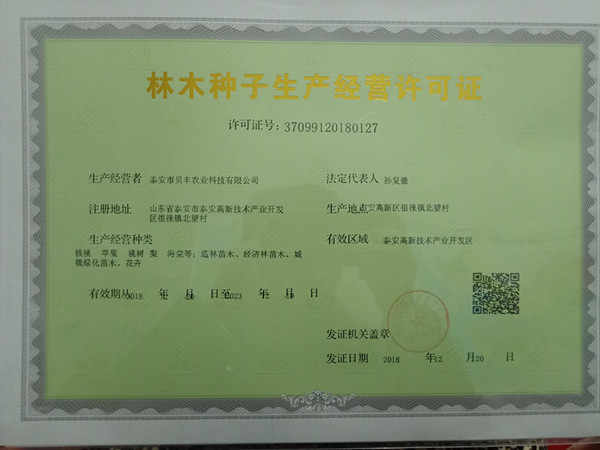 林木种子生产经营许可证
许可证号：37099120180127
生产经营者 泰安市贝丰农业科技有限公司
法定代表人 孙复德
注册地址 山东省泰安市泰安高新技术产业开发
区徂徕镇北望村
生产地点 泰安高新区徂徕镇北望村
生产经营种类
有效区域 泰安高新技术产业开发区
核桃 苹果 桃树 梨 海棠等；造林苗木、经济林苗木、城
镇绿化苗木、花卉
有效期从 2018 年 12 月 20 日至 2023 年 12 月 19 日
发证机关盖章
发证日期 2018 年 12 月 20 日